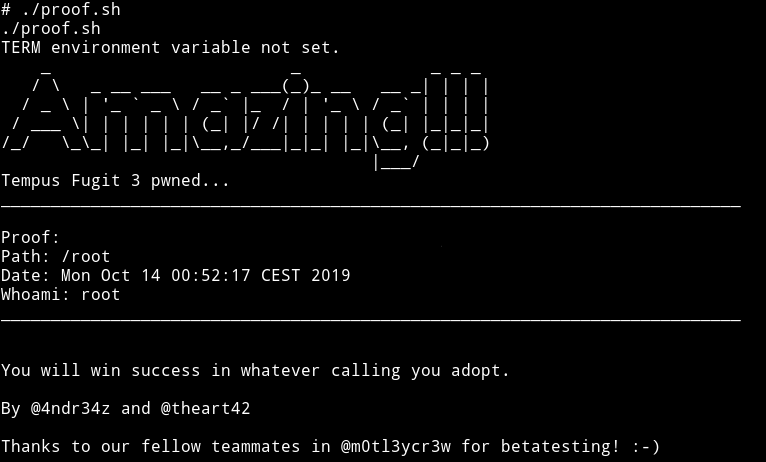 # ./proof.sh
./proof.sh
TERM environment variable not set.
Amazing!!!
Tempus Fugit 3 pwned...
Proof:
Path: /root
Date: Mon Oct 14 00:52:17 CEST 2019
Whoami: root
You will win success in whatever calling you adopt.
By @4ndr34z and @theart42
Thanks to our fellow teammates in @m0tl3ycr3w for betatesting! :-)